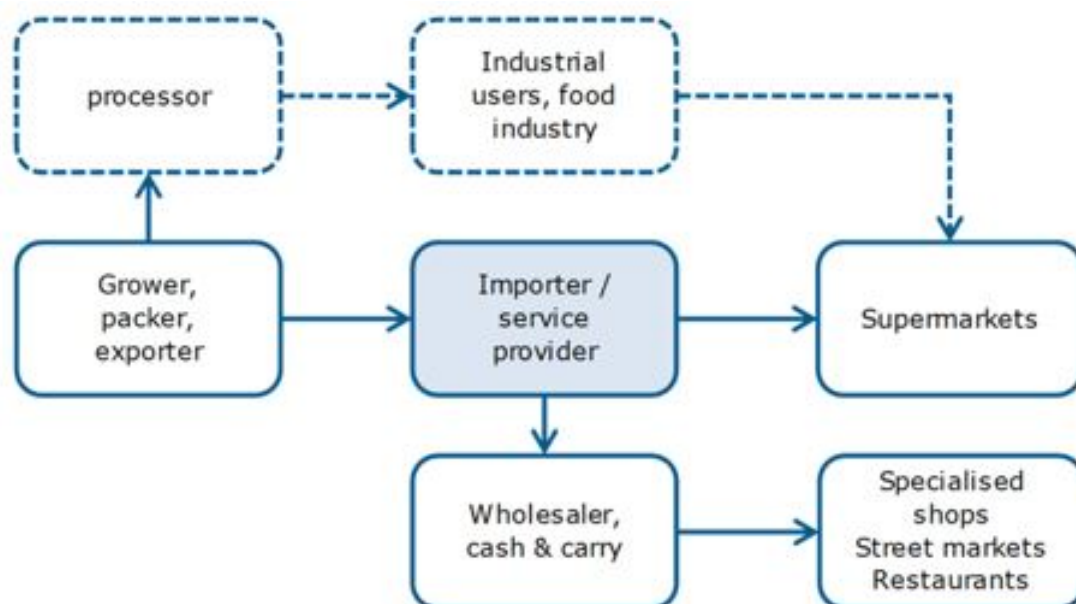 processor
Industrial
users, food
industry
Grower,
packer,
exporter
Importer /
service
provider
Supermarkets
Wholesaler,
cash & carry
Specialised
shops
Street markets
Restaurants